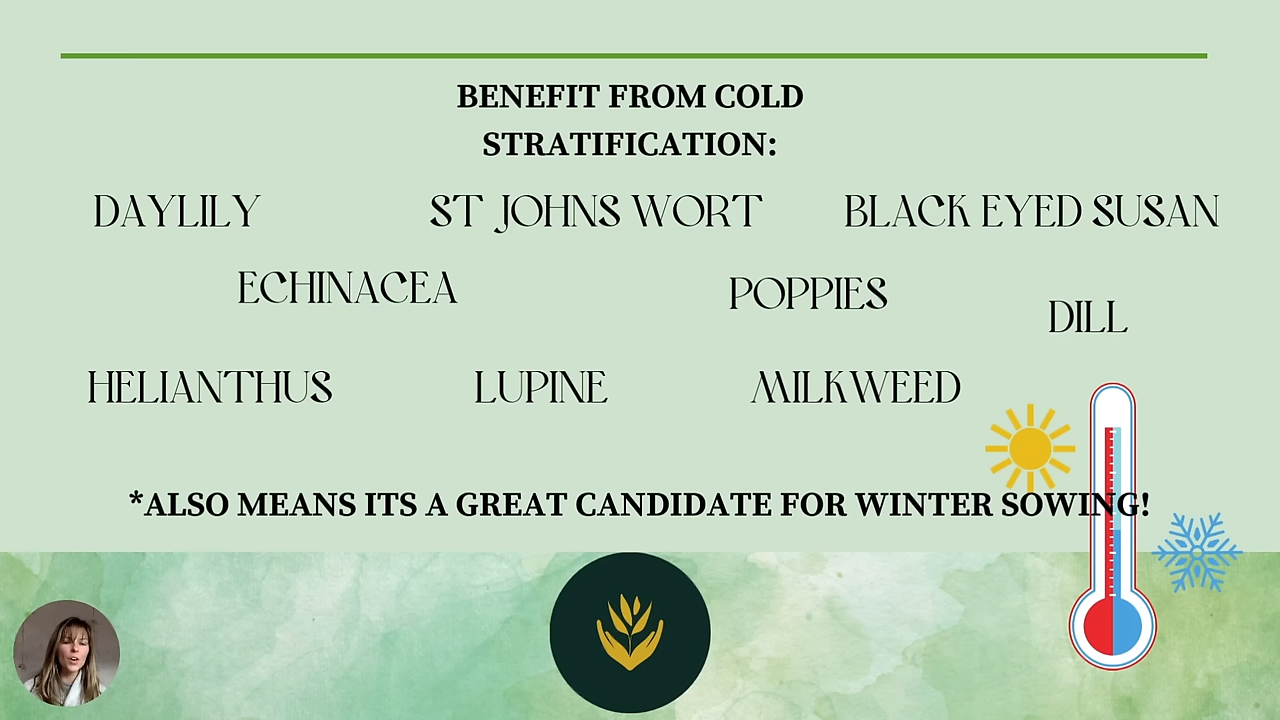 BENEFIT FROM COLD
STRATIFICATION:
DAYLILY ST JOHNS WORT BLACK EYED SUSAN
ECHINACEA POPPIES
DILL
HELIANTHUS LUPINE MILKWEED
*ALSO MEANS ITS A GREAT CANDIDATE FOR WINTER SOWING!